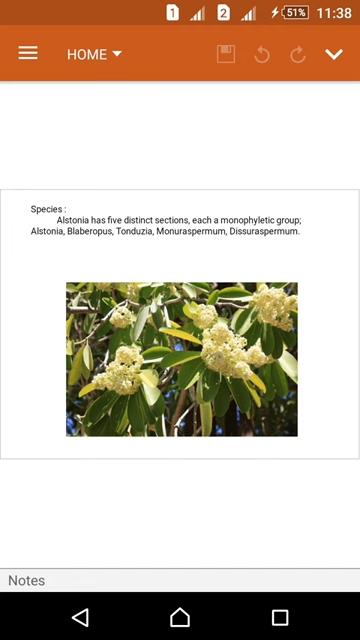 1 2 51% 11:38
HOME
Species :
Alstonia has five distinct sections, each a monophyletic group;
Alstonia, Blaberopus, Tonduzia, Monuraspermum, Dissuraspermum.
Notes